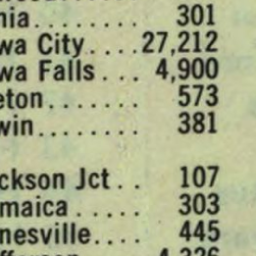 nia........ 301
wa City....27,212
wa Falls... 4,900
eton....... 573
win........ 381
ckson Jct.. 107
maica ..... 303
nesville.... 445